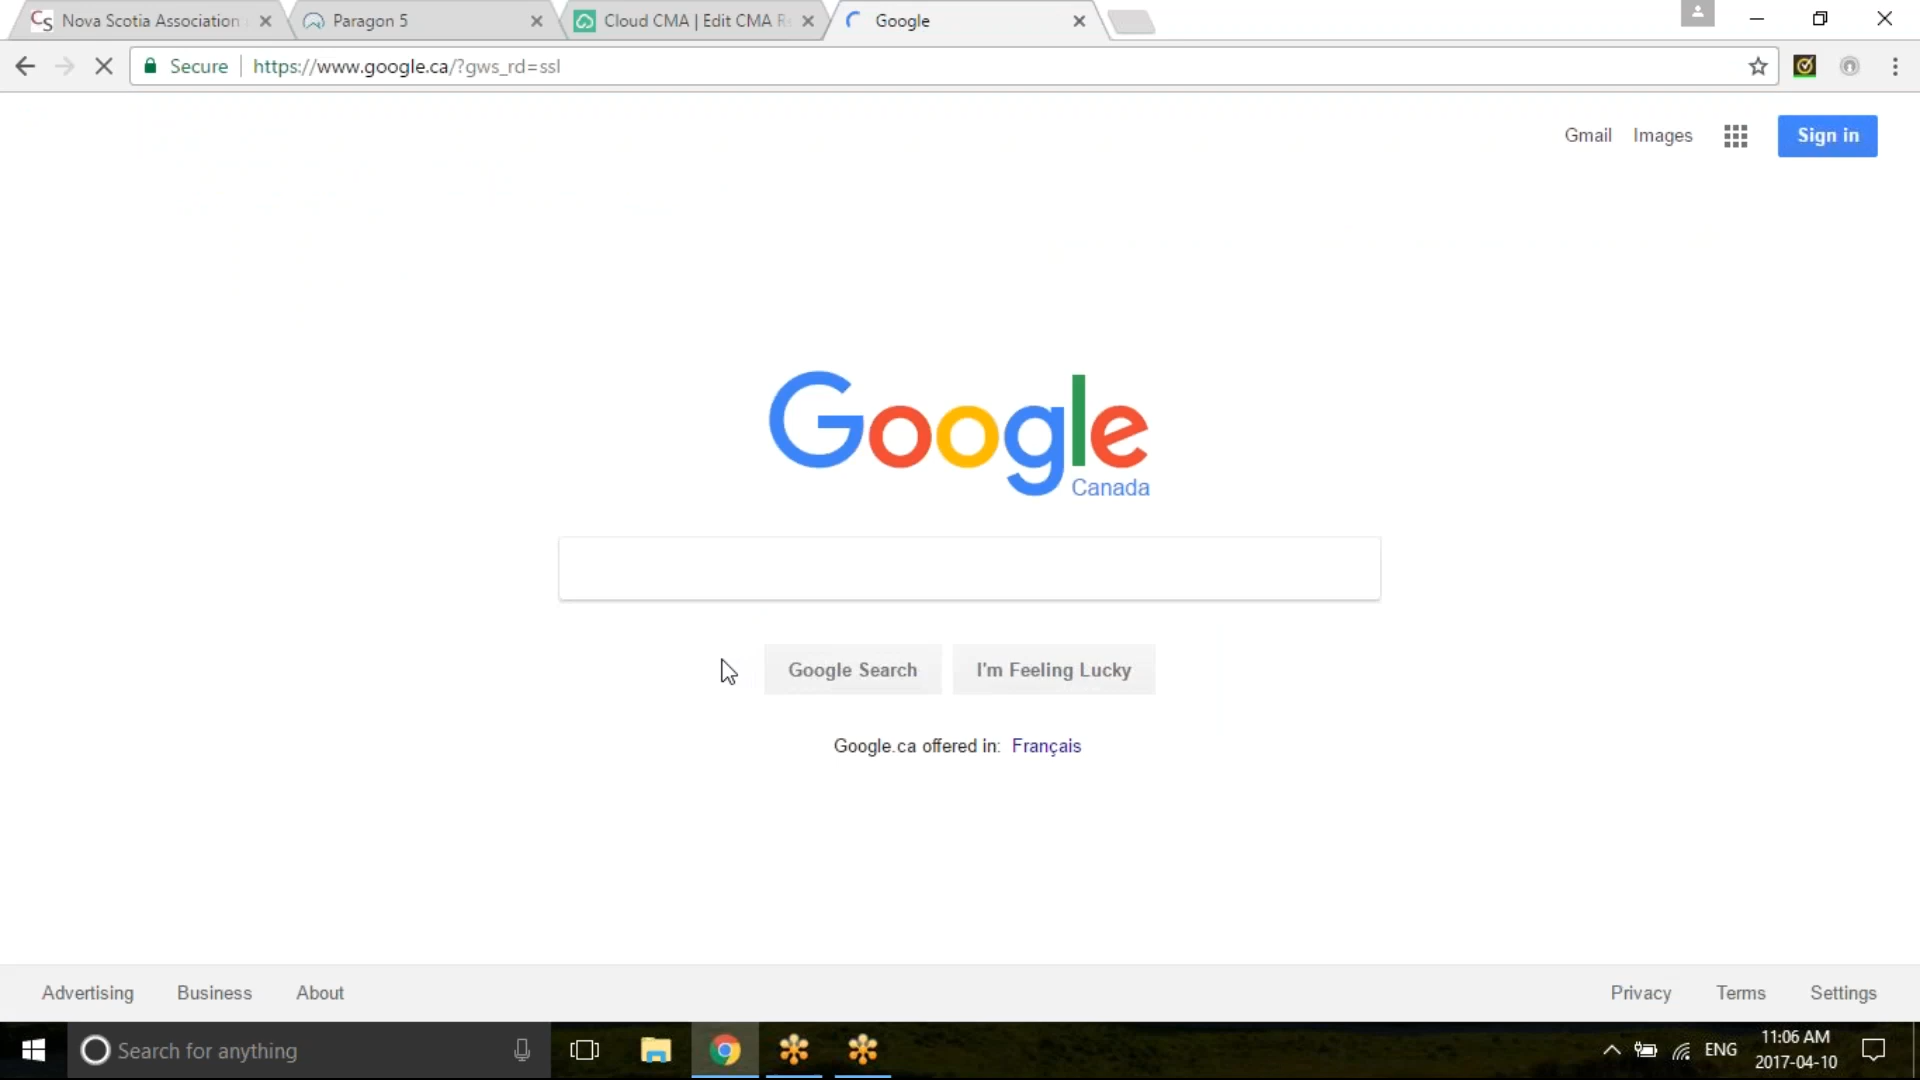 Nova Scotia Association
Paragon 5
Cloud CMA | Edit CMA Re
Google
Secure
https://www.google.ca/?gws_rd=ssl
Gmail
Images
Sign in
Google
Canada
Google Search
I'm Feeling Lucky
Google.ca offered in: Français
Advertising
Business
About
Privacy
Terms
Settings
Search for anything
ENG
11:06 AM
2017-04-10